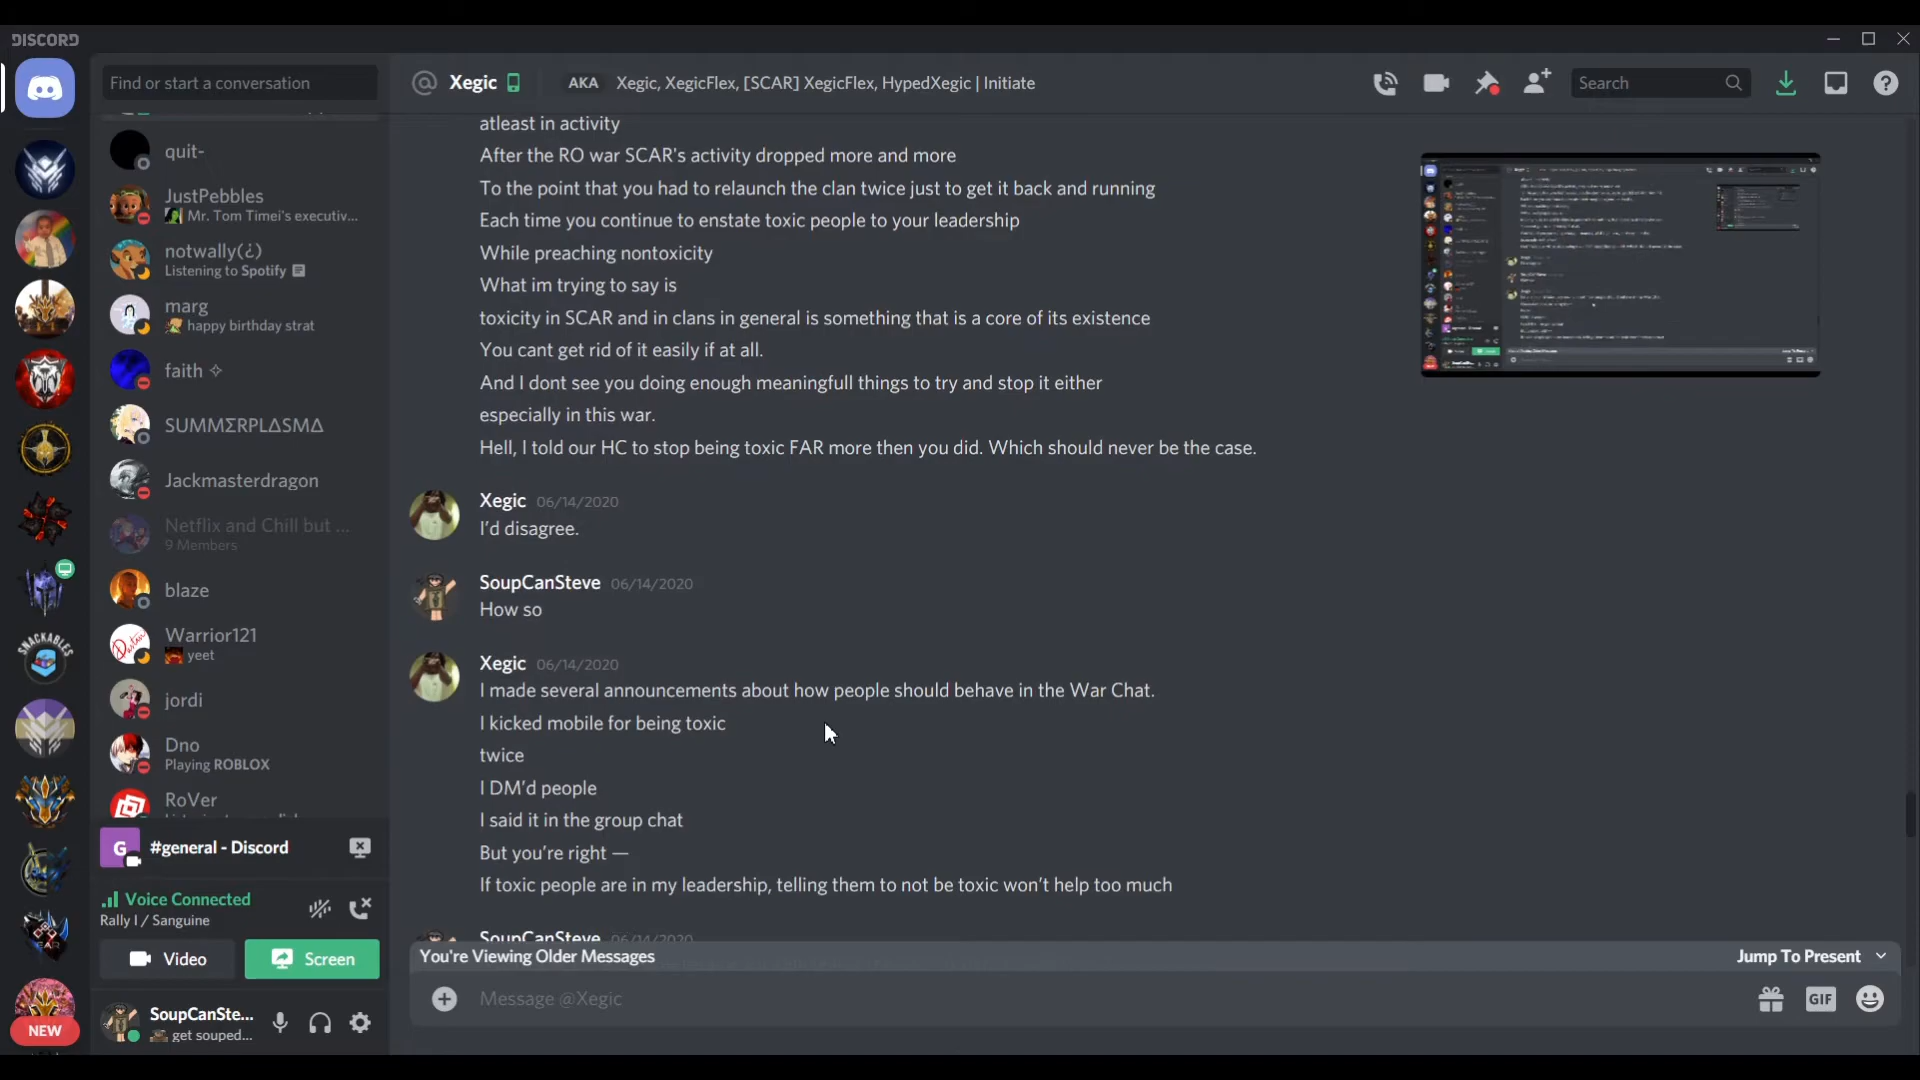 DISCORD
Find or start a conversation
Xegic
AKA
Xegic, XegicFlex, [SCAR] XegicFlex, HypedXegic | Initiate
Search
quit-
JustPebbles
Mr. Tom Timei's executiv...
notwally(¿)
Listening to Spotify
marg
happy birthday strat
faith ✧
SUMMΣRPLΔSMΔ
Jackmasterdragon
Netflix and Chill but ...
9 Members
blaze
Warrior121
yeet
jordi
Dno
Playing ROBLOX
RoVer
SNACKABLES
NEW
G
#general - Discord
Voice Connected
Rally I / Sanguine
Video
Screen
SoupCanSte...
get souped...
atleast in activity
After the RO war SCAR's activity dropped more and more
To the point that you had to relaunch the clan twice just to get it back and running
Each time you continue to enstate toxic people to your leadership
While preaching nontoxicity
What im trying to say is
toxicity in SCAR and in clans in general is something that is a core of its existence
You cant get rid of it easily if at all.
And I dont see you doing enough meaningfull things to try and stop it either
especially in this war.
Hell, I told our HC to stop being toxic FAR more then you did. Which should never be the case.
Xegic 06/14/2020
I'd disagree.
SoupCanSteve 06/14/2020
How so
Xegic 06/14/2020
I made several announcements about how people should behave in the War Chat.
I kicked mobile for being toxic
twice
I DM'd people
I said it in the group chat
But you're right —
If toxic people are in my leadership, telling them to not be toxic won't help too much
SoupCanSteve 06/14/2020
You're Viewing Older Messages
Jump To Present
Message @Xegic
GIF